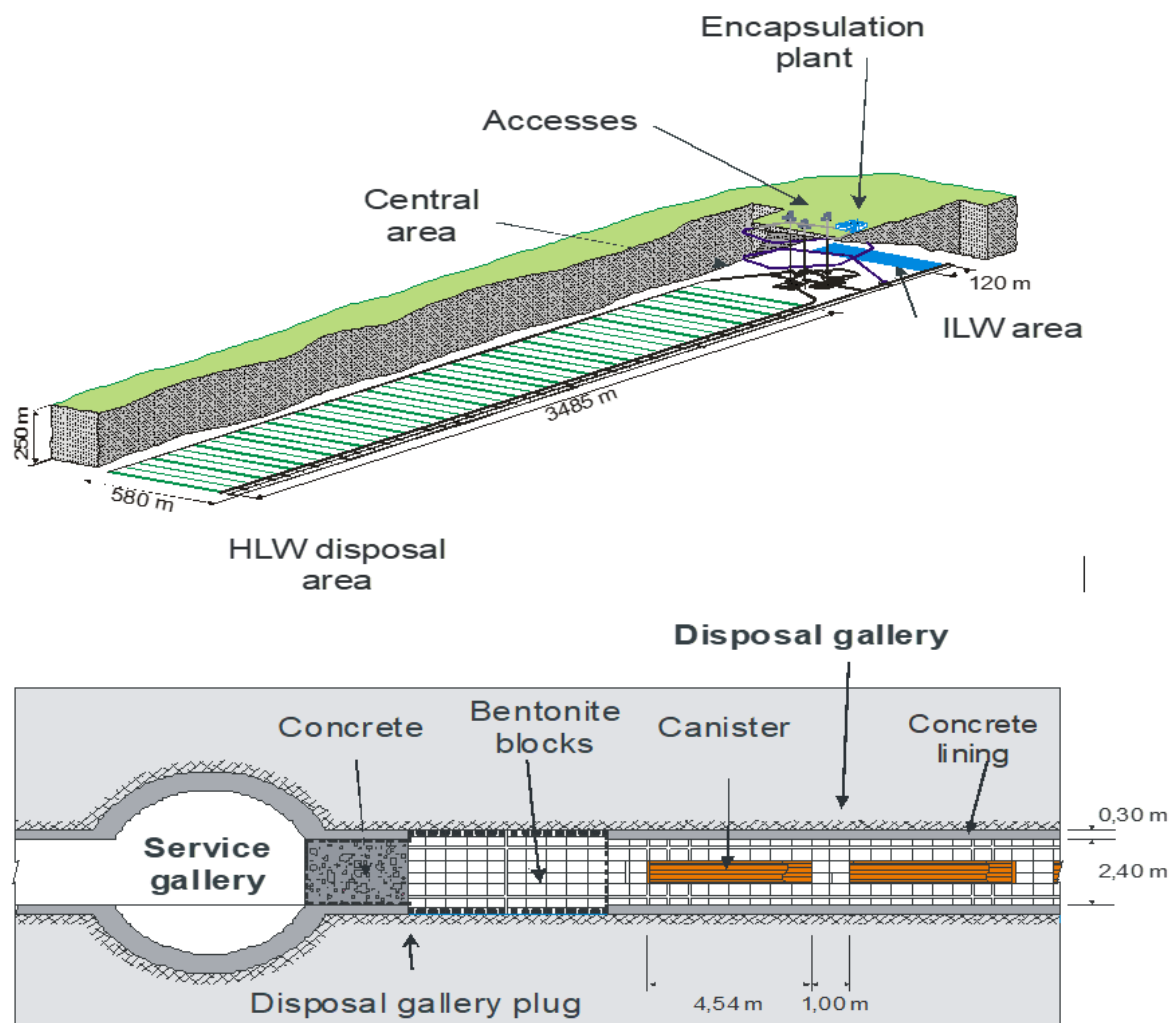 Encapsulation
plant
Accesses
Central
area
120 m
ILW area
3485 m
250 m
580 m
HLW disposal
area
Disposal gallery
Concrete
Bentonite
blocks
Canister
Concrete
lining
0,30 m
Service
gallery
2,40 m
Disposal gallery plug
4,54 m
1,00 m